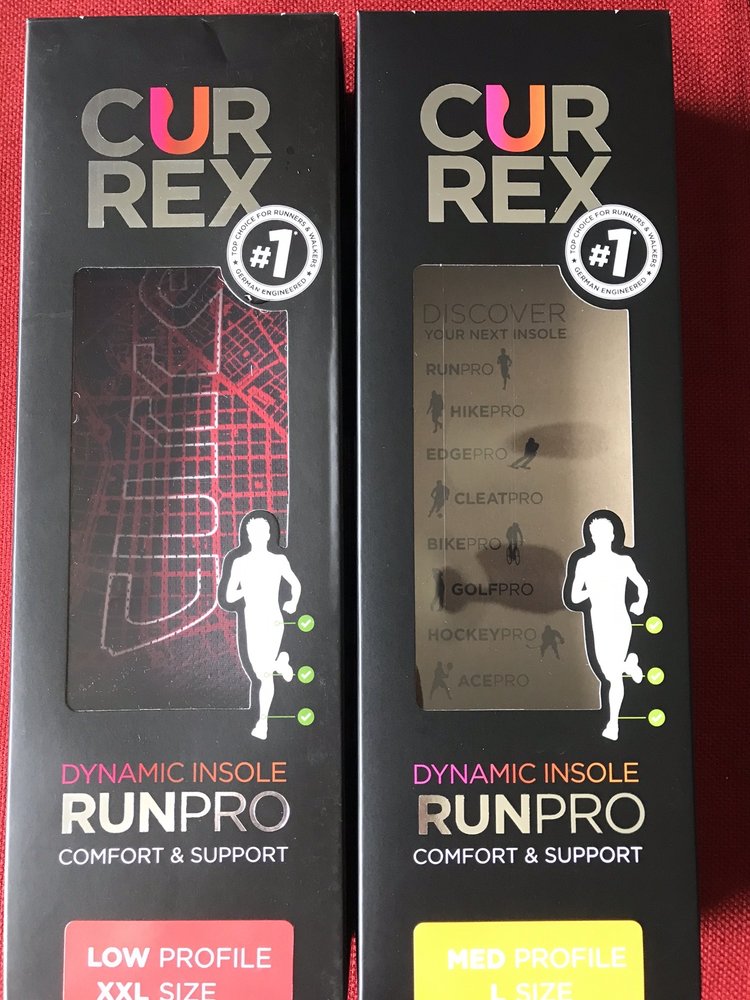 CUR
REX
TOP CHOICE FOR RUNNERS & WALKERS
#1*
GERMAN ENGINEERED
DYNAMIC INSOLE
RUNPRO
COMFORT & SUPPORT
LOW PROFILE
XXL SIZE
CUR
REX
TOP CHOICE FOR RUNNERS & WALKERS
#1*
GERMAN ENGINEERED
DISCOVER
YOUR NEXT INSOLE
RUNPRO
HIKEPRO
EDGEPRO
CLEATPRO
BIKEPRO
GOLFPRO
HOCKEYPRO
ACEPRO
DYNAMIC INSOLE
RUNPRO
COMFORT & SUPPORT
MED PROFILE
L SIZE